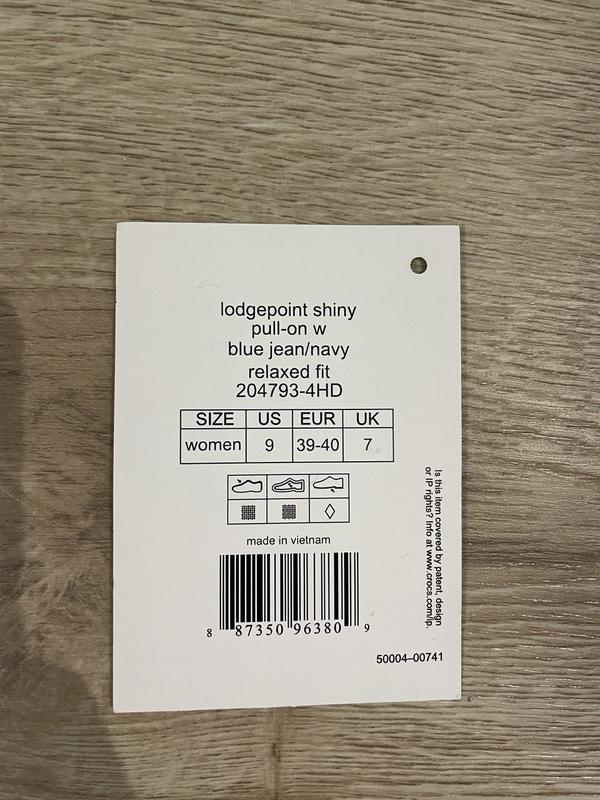 lodgepoint shiny
pull-on w
blue jean/navy
relaxed fit
204793-4HD
SIZE US EUR UK
women 9 39-40 7
made in vietnam
8 87350 96380 9
50004–00741
Is this item covered by patent, design
or IP rights? Info at www.crocs.com/ip.